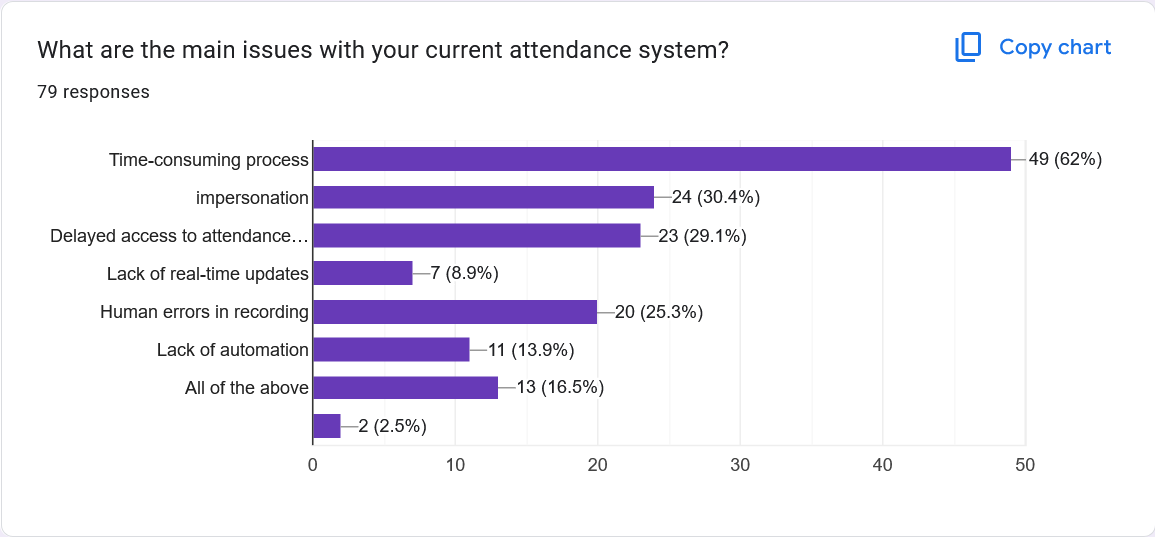 What are the main issues with your current attendance system?
Copy chart
79 responses
Time-consuming process 49 (62%)
impersonation 24 (30.4%)
Delayed access to attendance… 23 (29.1%)
Lack of real-time updates 7 (8.9%)
Human errors in recording 20 (25.3%)
Lack of automation 11 (13.9%)
All of the above 13 (16.5%)
2 (2.5%)
0 10 20 30 40 50